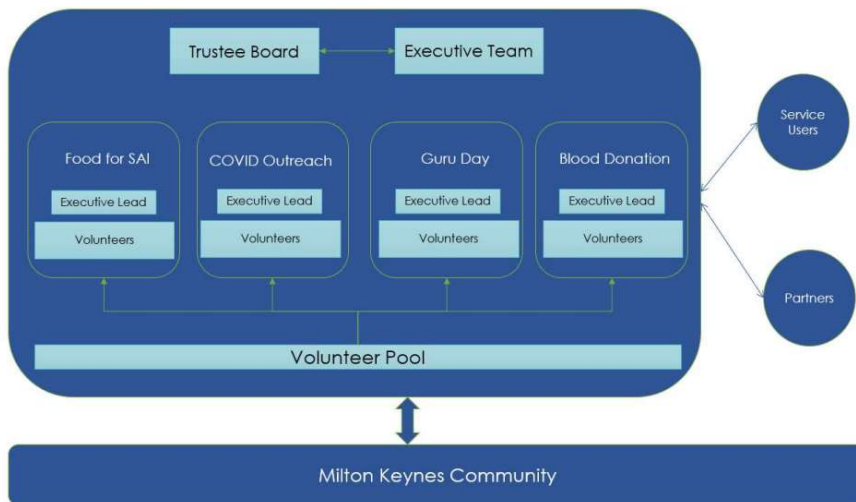 Trustee Board
Executive Team
Food for SAI
COVID Outreach
Guru Day
Blood Donation
Executive Lead
Executive Lead
Executive Lead
Executive Lead
Volunteers
Volunteers
Volunteers
Volunteers
Volunteer Pool
Service
Users
Partners
Milton Keynes Community